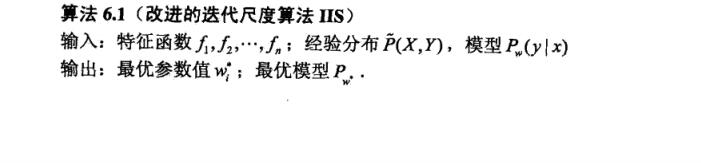 算法 6.1（改进的迭代尺度算法 IIS）
输入：特征函数 f₁, f₂, ⋯, fₙ；经验分布 P̃(X,Y)，模型 P_w(y|x)
输出：最优参数值 wᵢ*；最优模型 P_w*.